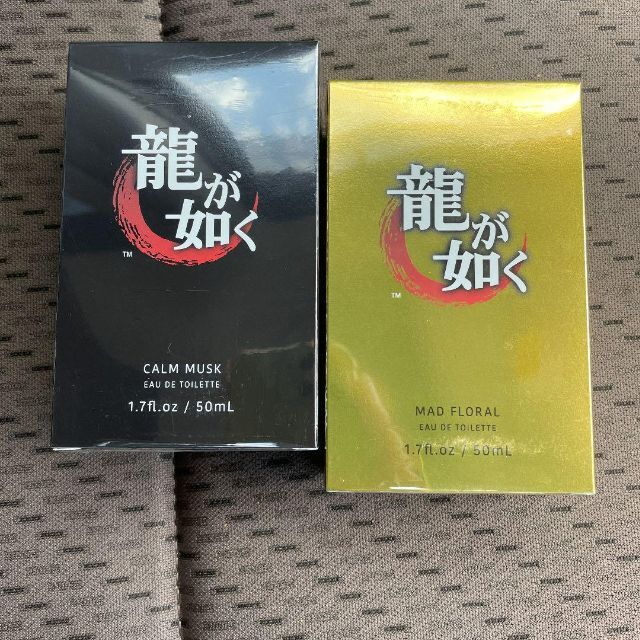 龍が
如く
™
CALM MUSK
EAU DE TOILETTE
1.7fl.oz / 50mL
龍が
如く
™
MAD FLORAL
EAU DE TOILETTE
1.7fl.oz / 50mL